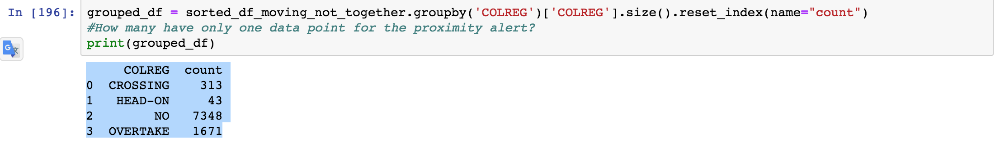 In [196]: grouped_df = sorted_df_moving_not_together.groupby('COLREG')['COLREG'].size().reset_index(name="count")
#How many have only one data point for the proximity alert?
print(grouped_df)
G 文
COLREG count
0 CROSSING 313
1 HEAD-ON 43
2 NO 7348
3 OVERTAKE 1671